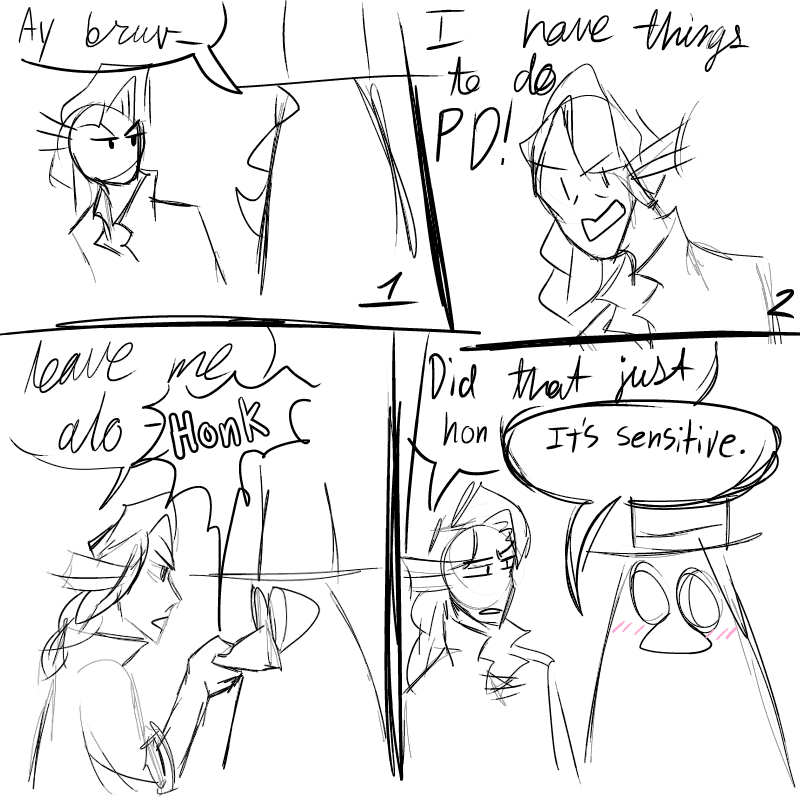 Ay bruv_
1
I have things
to do
PD!
2
leave me
alo
Honk
Did that just
hon
It's sensitive.